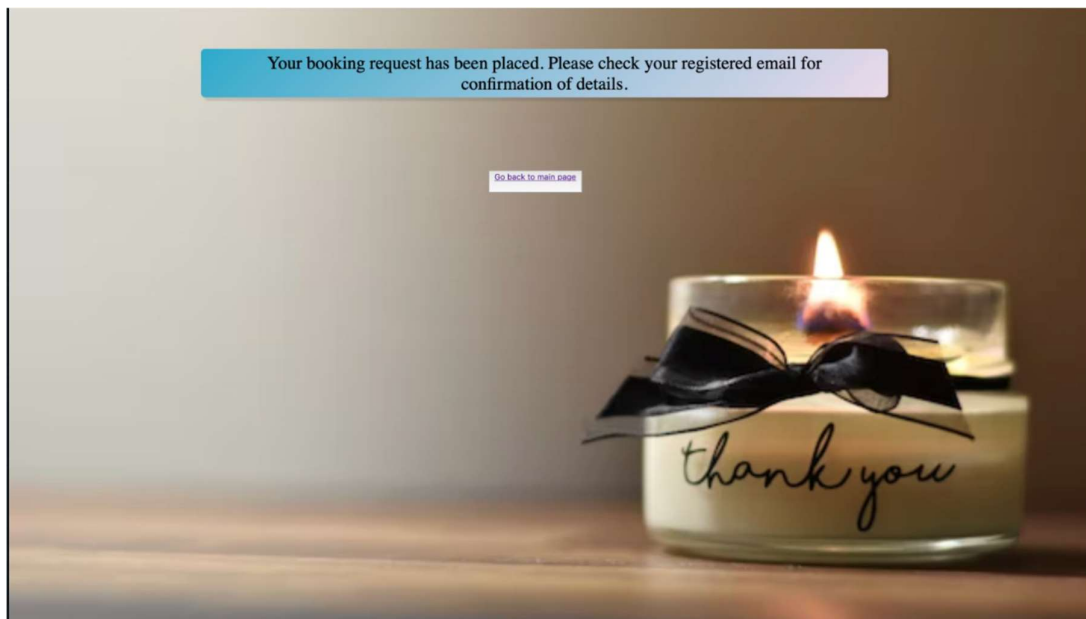 Your booking request has been placed. Please check your registered email for
confirmation of details.
Go back to main page
thank you